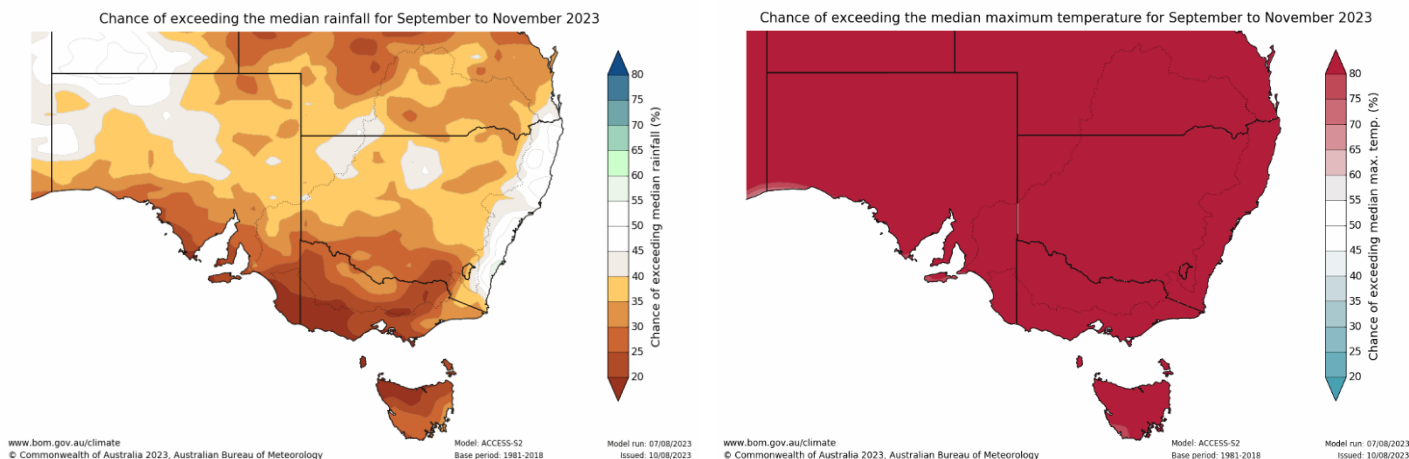 Chance of exceeding the median rainfall for September to November 2023
80
75
70
65
60
55
50
45
40
35
30
25
20
Chance of exceeding median rainfall (%)
www.bom.gov.au/climate
© Commonwealth of Australia 2023, Australian Bureau of Meteorology
Model: ACCESS-S2
Base period: 1981-2018
Model run: 07/08/2023
Issued: 10/08/2023
Chance of exceeding the median maximum temperature for September to November 2023
80
75
70
65
60
55
50
45
40
35
30
25
20
Chance of exceeding median max. temp. (%)
www.bom.gov.au/climate
© Commonwealth of Australia 2023, Australian Bureau of Meteorology
Model: ACCESS-S2
Base period: 1981-2018
Model run: 07/08/2023
Issued: 10/08/2023